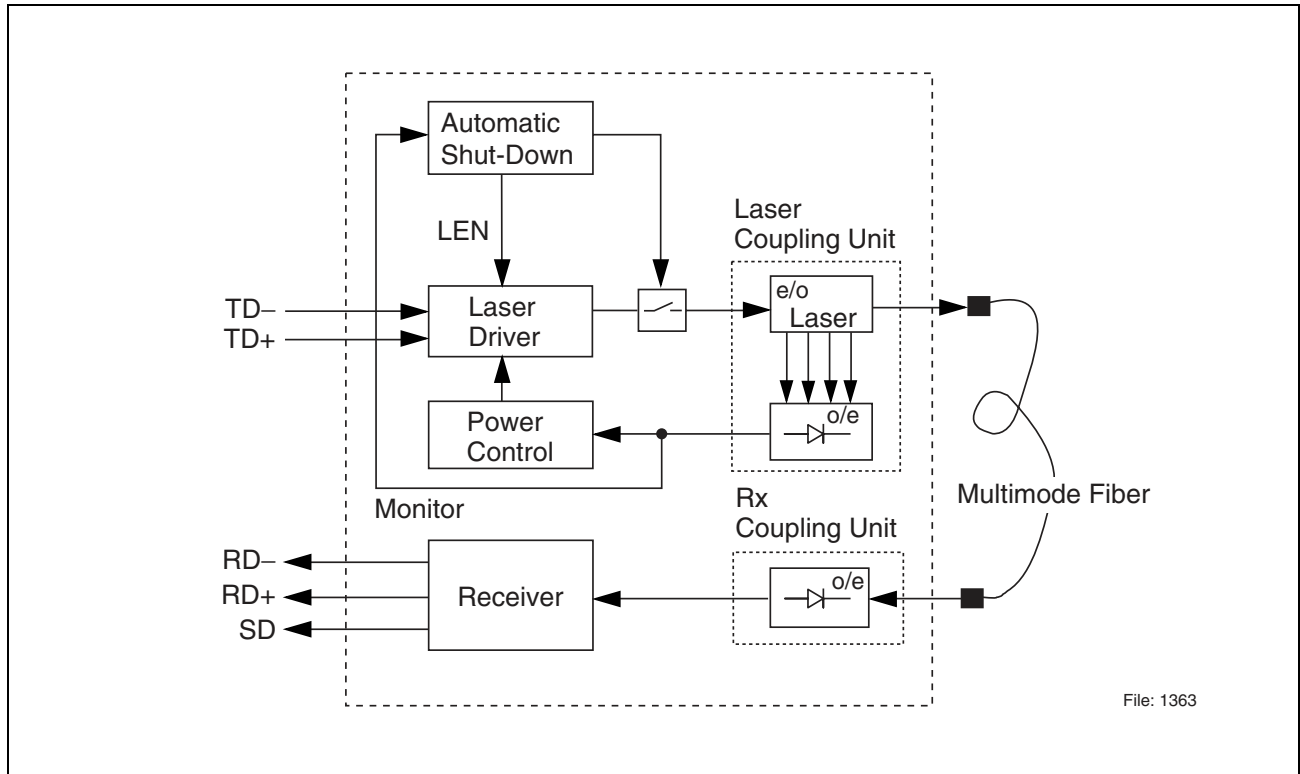 Automatic
Shut-Down
LEN
Laser
Coupling Unit
e/o
Laser
TD–
TD+
Laser
Driver
o/e
Power
Control
Monitor
Multimode Fiber
Rx
Coupling Unit
RD–
RD+
SD
Receiver
o/e
File: 1363